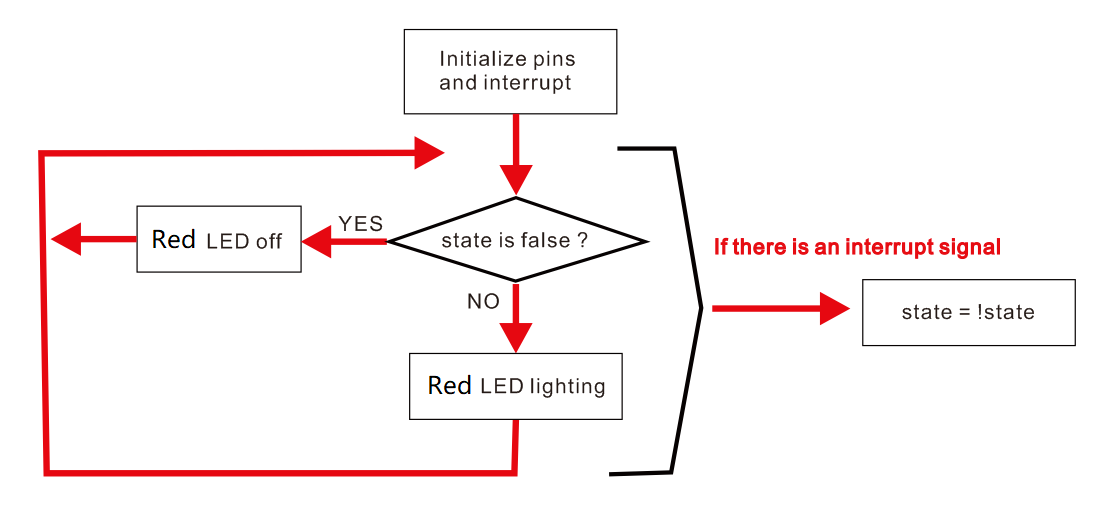 Initialize pins
and interrupt
YES
Red LED off
state is false ?
If there is an interrupt signal
NO
state = !state
Red LED lighting